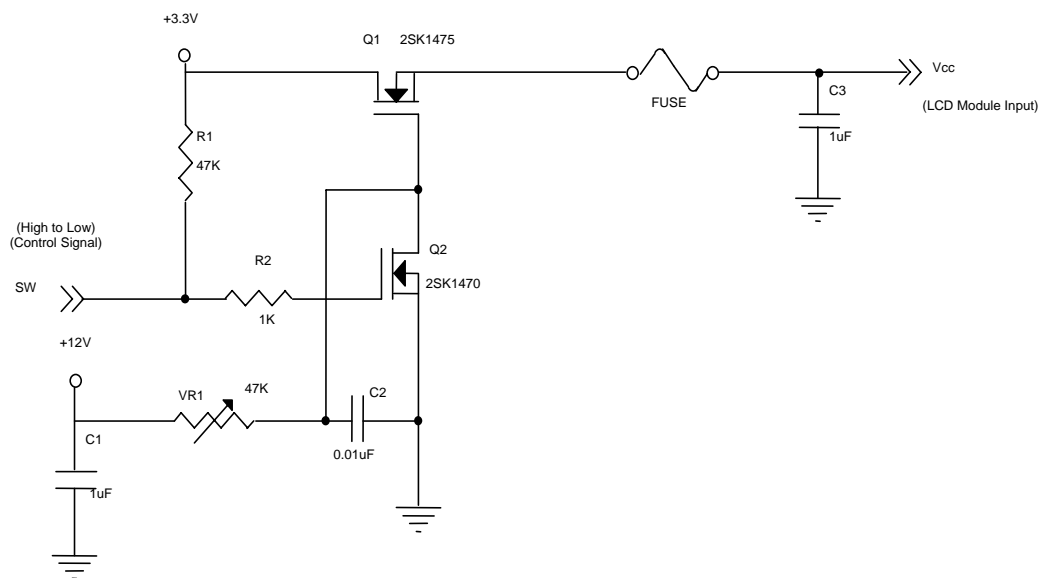 +3.3V
Q1 2SK1475
Vcc
FUSE
C3
(LCD Module Input)
R1
1uF
47K
(High to Low)
(Control Signal)
Q2
R2
SW
2SK1470
1K
+12V
VR1
47K
C2
C1
0.01uF
1uF